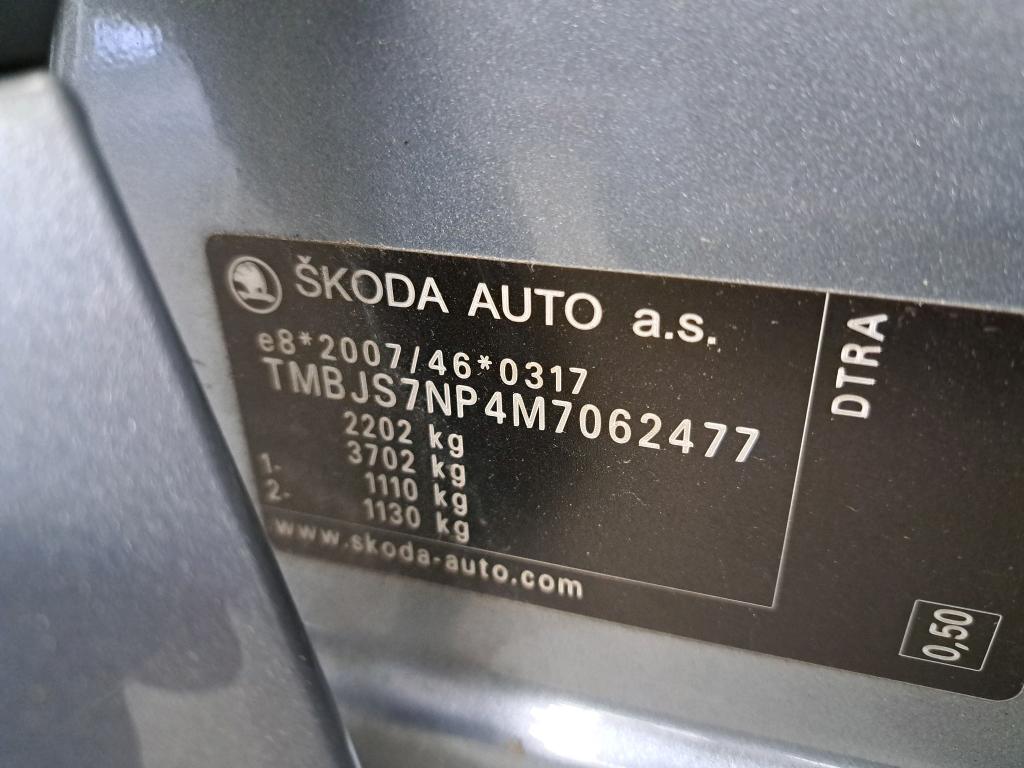 ŠKODA AUTO a.s.
e8*2007/46*0317
TMBJS7NP4M7062477
2202 kg
3702 kg
1- 1110 kg
2- 1130 kg
www.skoda-auto.com
DTRA
0,50